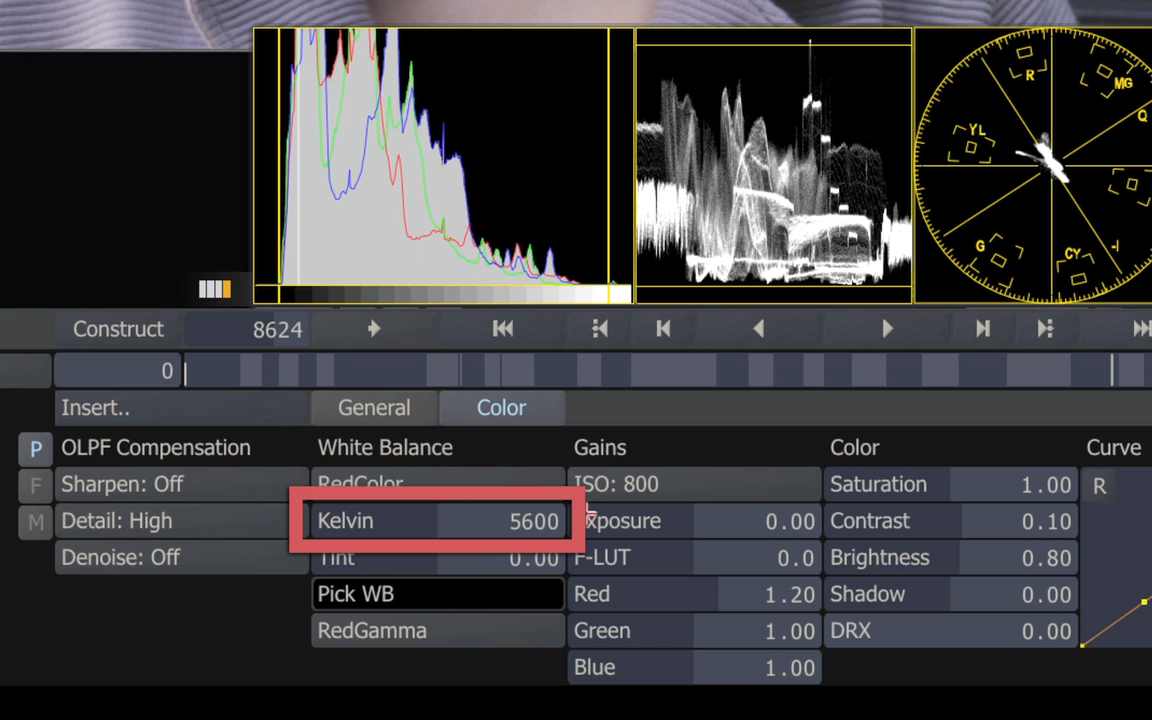 R MG
YL Q
G CY -I
Construct 8624
0
Insert.. General Color
P OLPF Compensation White Balance Gains Color Curve
F Sharpen: Off RedColor ISO: 800 Saturation 1.00 R
M Detail: High Kelvin 5600 Exposure 0.00 Contrast 0.10
Denoise: Off Tint 0.00 F-LUT 0.0 Brightness 0.80
Pick WB Red 1.20 Shadow 0.00
RedGamma Green 1.00 DRX 0.00
Blue 1.00